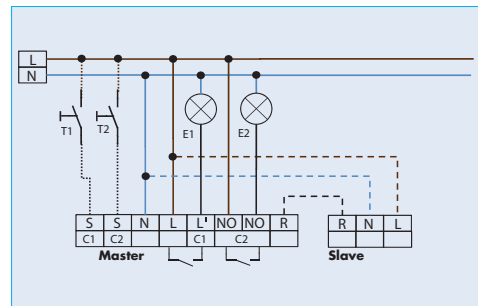 L
N
T1 T2 E1 E2
S S N L L' NO NO R R N L
C1 C2 C1 C2
Master Slave